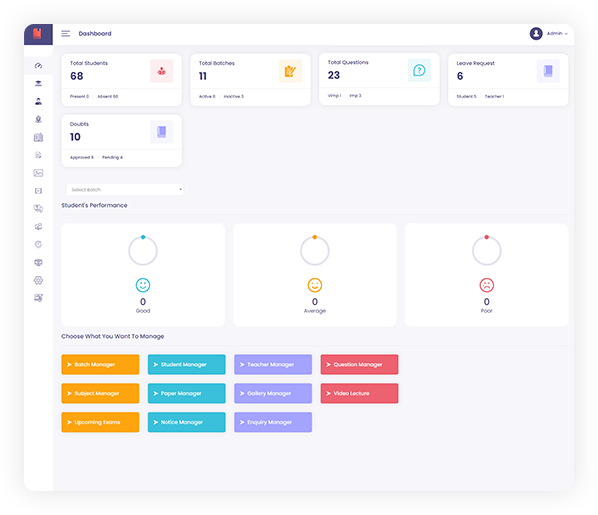 Dashboard
Admin
Total Students
68
Present 0
Absent 50
Total Batches
11
Active 8
Inactive 3
Total Questions
23
Vimp 1
Imp 3
Leave Request
6
Student 5
Teacher 1
Doubts
10
Approved 6
Pending 4
Select Batch
Student's Performance
0
Good
0
Average
0
Poor
Choose What You Want To Manage
Batch Manager
Student Manager
Teacher Manager
Question Manager
Subject Manager
Paper Manager
Gallery Manager
Video Lecture
Upcoming Exams
Notice Manager
Enquiry Manager